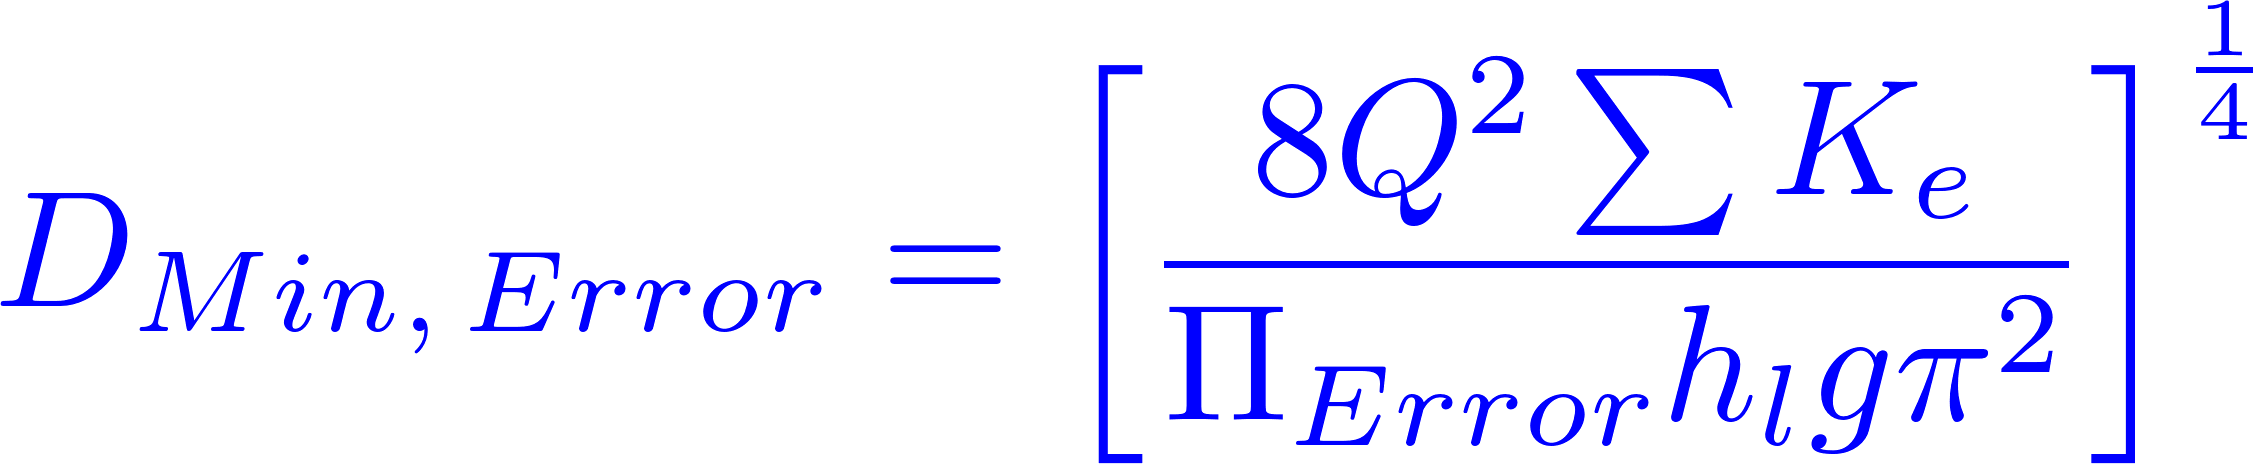 D_{Min, Error} = \left[ \frac{8Q^2 \sum K_e}{\Pi_{Error} h_l g \pi^2} \right]^{\frac{1}{4}}